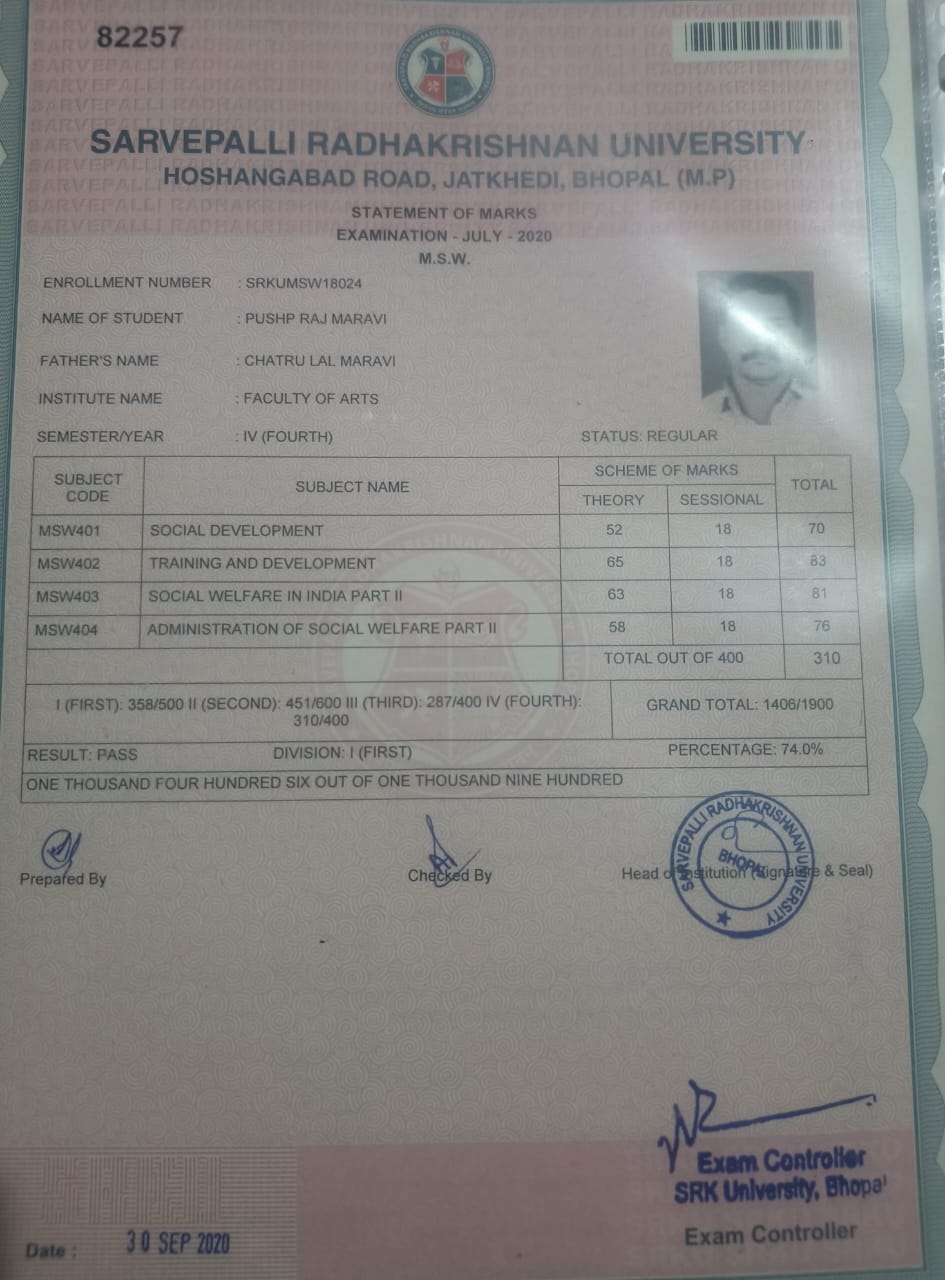 82257
SARVEPALLI RADHAKRISHNAN UNIVERSITY
HOSHANGABAD ROAD, JATKHEDI, BHOPAL (M.P)
STATEMENT OF MARKS
EXAMINATION - JULY - 2020
M.S.W.
ENROLLMENT NUMBER : SRKUMSW18024
NAME OF STUDENT : PUSHP RAJ MARAVI
FATHER'S NAME : CHATRU LAL MARAVI
INSTITUTE NAME : FACULTY OF ARTS
SEMESTER/YEAR : IV (FOURTH) STATUS: REGULAR
SUBJECT CODE SUBJECT NAME SCHEME OF MARKS TOTAL
THEORY SESSIONAL
MSW401 SOCIAL DEVELOPMENT 52 18 70
MSW402 TRAINING AND DEVELOPMENT 65 18 83
MSW403 SOCIAL WELFARE IN INDIA PART II 63 18 81
MSW404 ADMINISTRATION OF SOCIAL WELFARE PART II 58 18 76
TOTAL OUT OF 400 310
I (FIRST): 358/500 II (SECOND): 451/600 III (THIRD): 287/400 IV (FOURTH):
310/400
GRAND TOTAL: 1406/1900
RESULT: PASS DIVISION: I (FIRST) PERCENTAGE: 74.0%
ONE THOUSAND FOUR HUNDRED SIX OUT OF ONE THOUSAND NINE HUNDRED
Prepared By Checked By Head of Institution (Signature & Seal)
SARVEPALLI RADHAKRISHNAN UNIVERSITY
BHOPAL
Exam Controller
SRK University, Bhopal
Exam Controller
Date : 30 SEP 2020